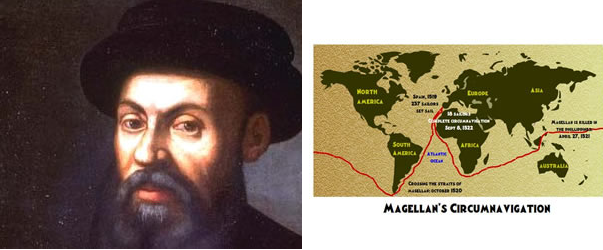 NORTH
AMERICA
EUROPE
ASIA
SPAIN, 1519
237 SAILORS
SET SAIL
18 SAILORS
COMPLETE CIRCUMNAVIGATION
SEPT 6, 1522
MAGELLAN IS KILLED IN
THE PHILLIPPINES
APRIL 27, 1521
SOUTH
AMERICA
ATLANTIC
OCEAN
AFRICA
AUSTRALIA
CROSSING THE STRAITS OF
MAGELLAN: OCTOBER 1520
MAGELLAN'S CIRCUMNAVIGATION